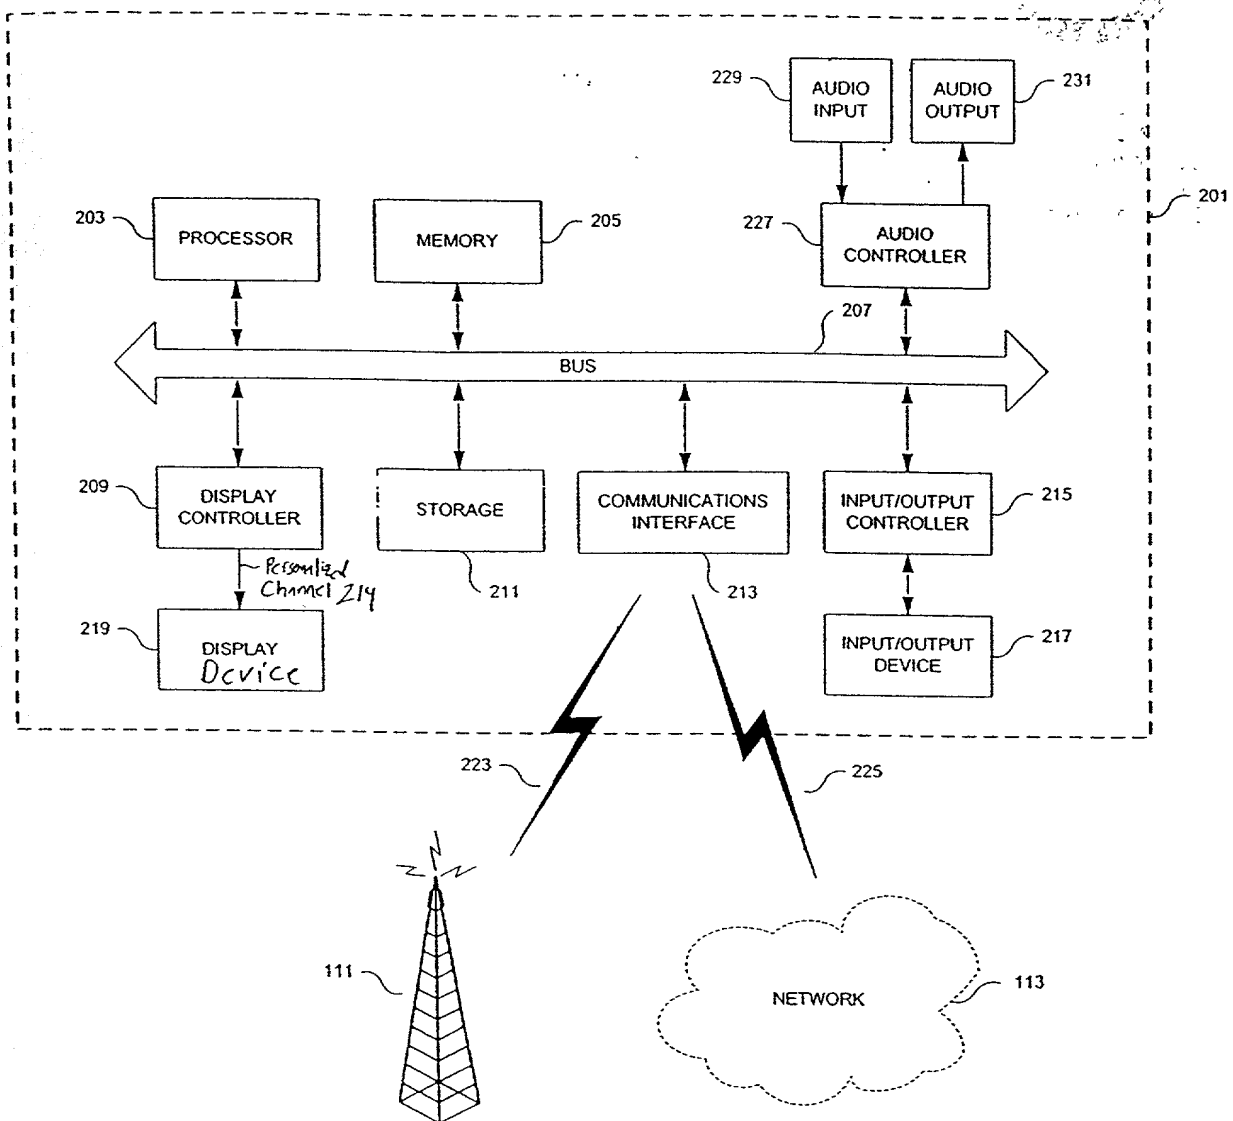 229
AUDIO
INPUT
AUDIO
OUTPUT
231
203
PROCESSOR
MEMORY
205
227
AUDIO
CONTROLLER
201
207
BUS
209
DISPLAY
CONTROLLER
STORAGE
211
COMMUNICATIONS
INTERFACE
213
INPUT/OUTPUT
CONTROLLER
215
Personalized
Channel 214
219
DISPLAY
Device
INPUT/OUTPUT
DEVICE
217
223
225
111
NETWORK
113